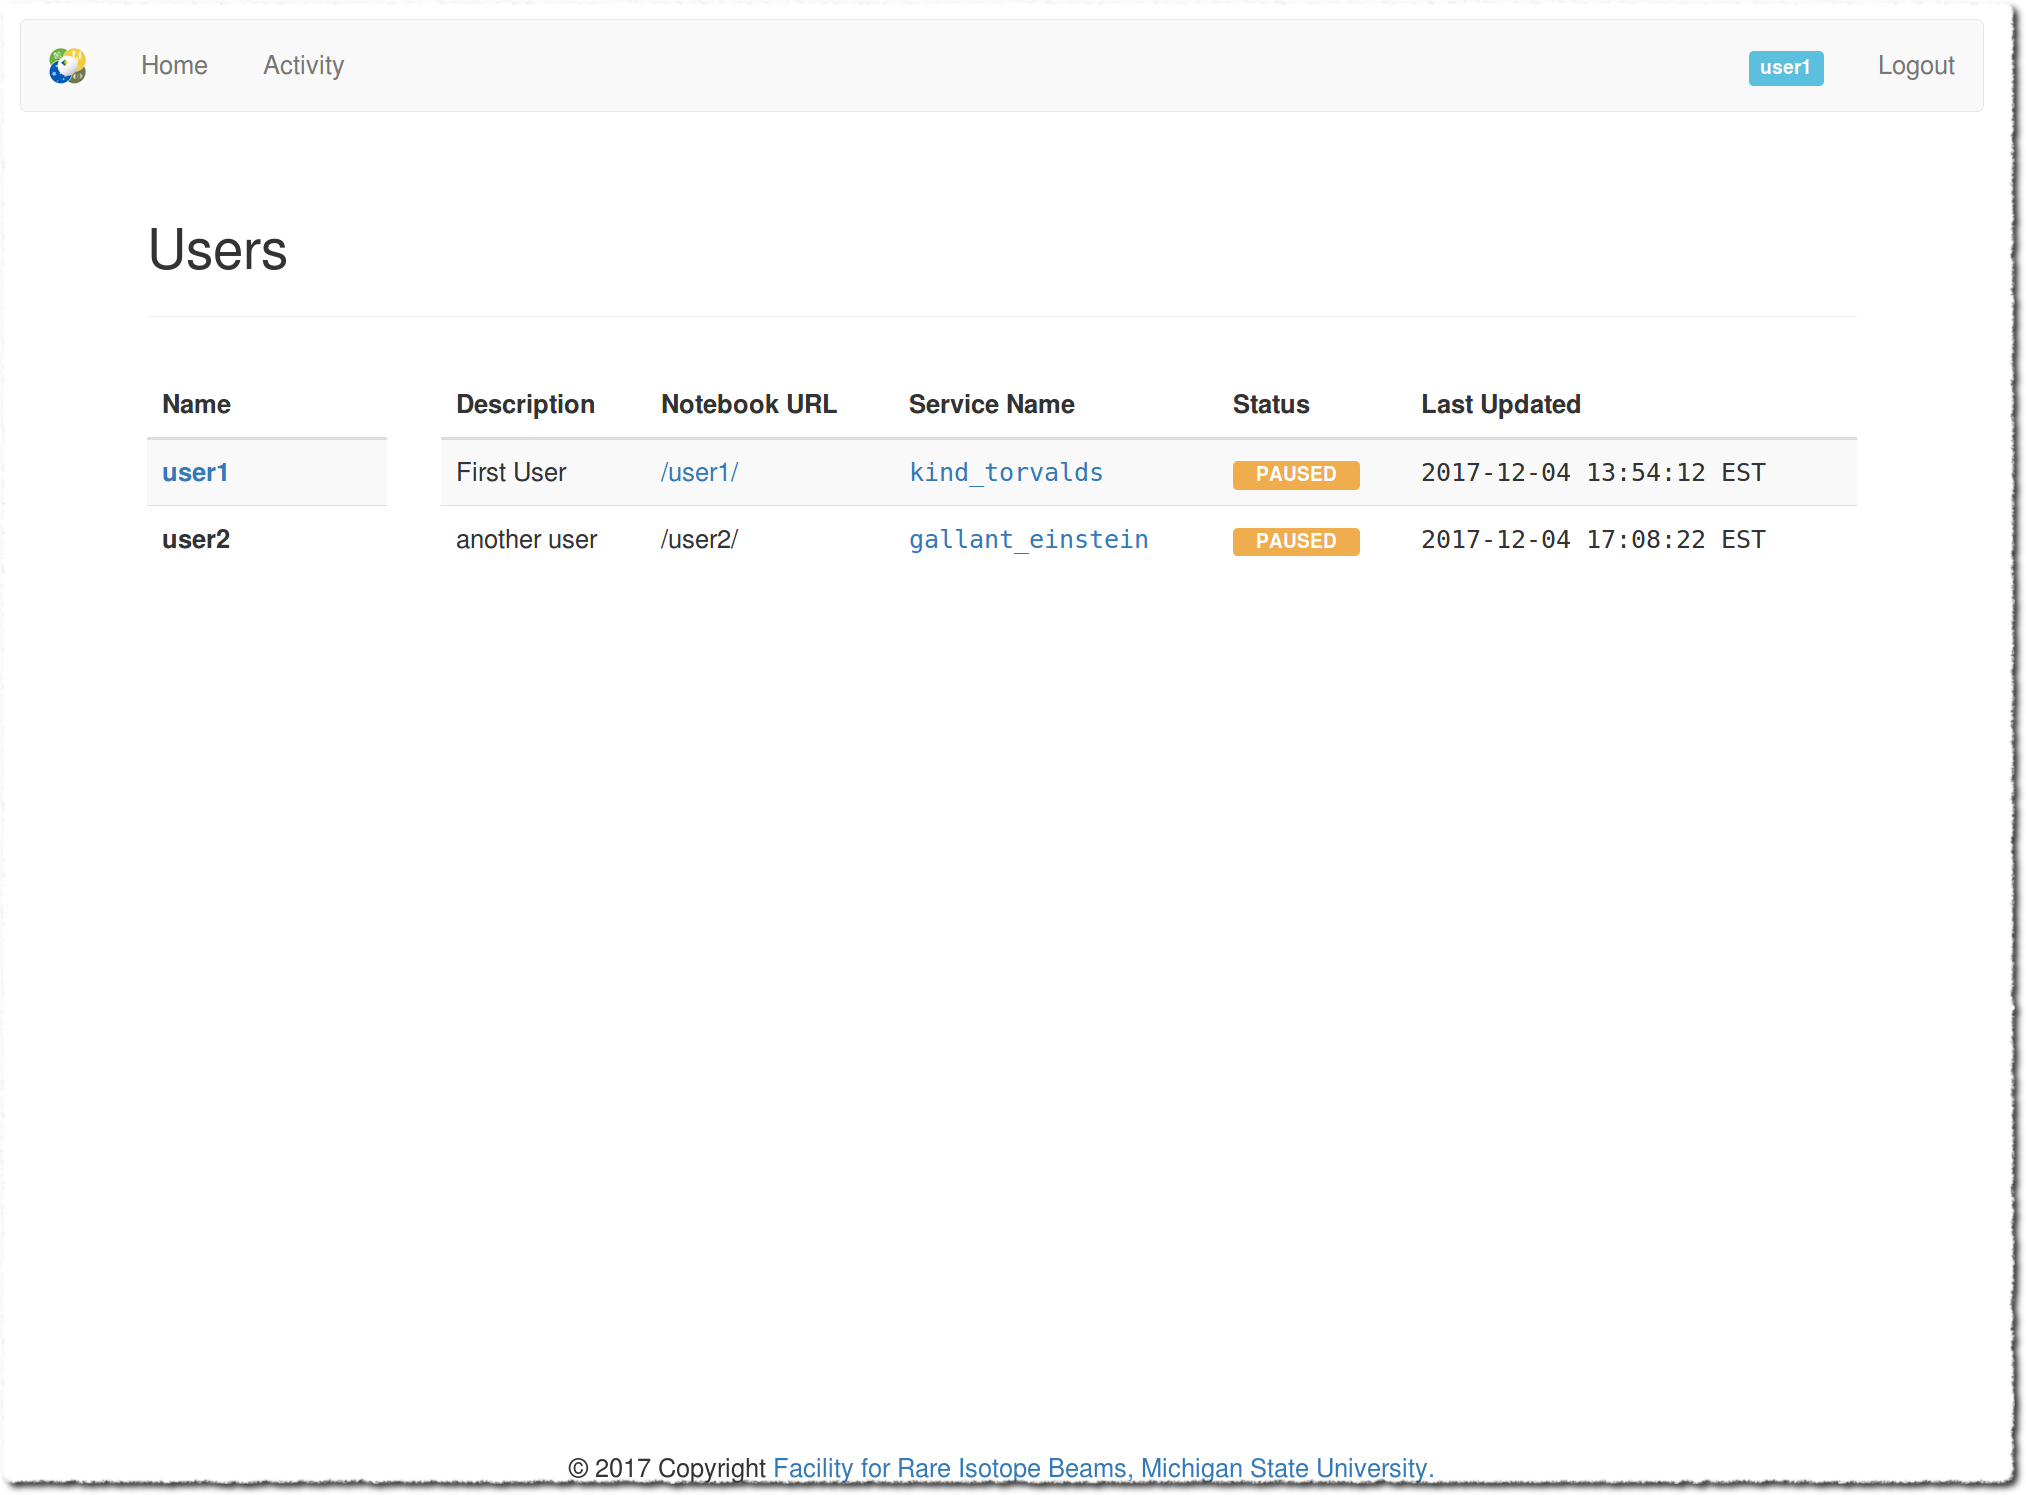 Home Activity user1 Logout
Users
Name Description Notebook URL Service Name Status Last Updated
user1 First User /user1/ kind_torvalds PAUSED 2017-12-04 13:54:12 EST
user2 another user /user2/ gallant_einstein PAUSED 2017-12-04 17:08:22 EST
© 2017 Copyright Facility for Rare Isotope Beams, Michigan State University.